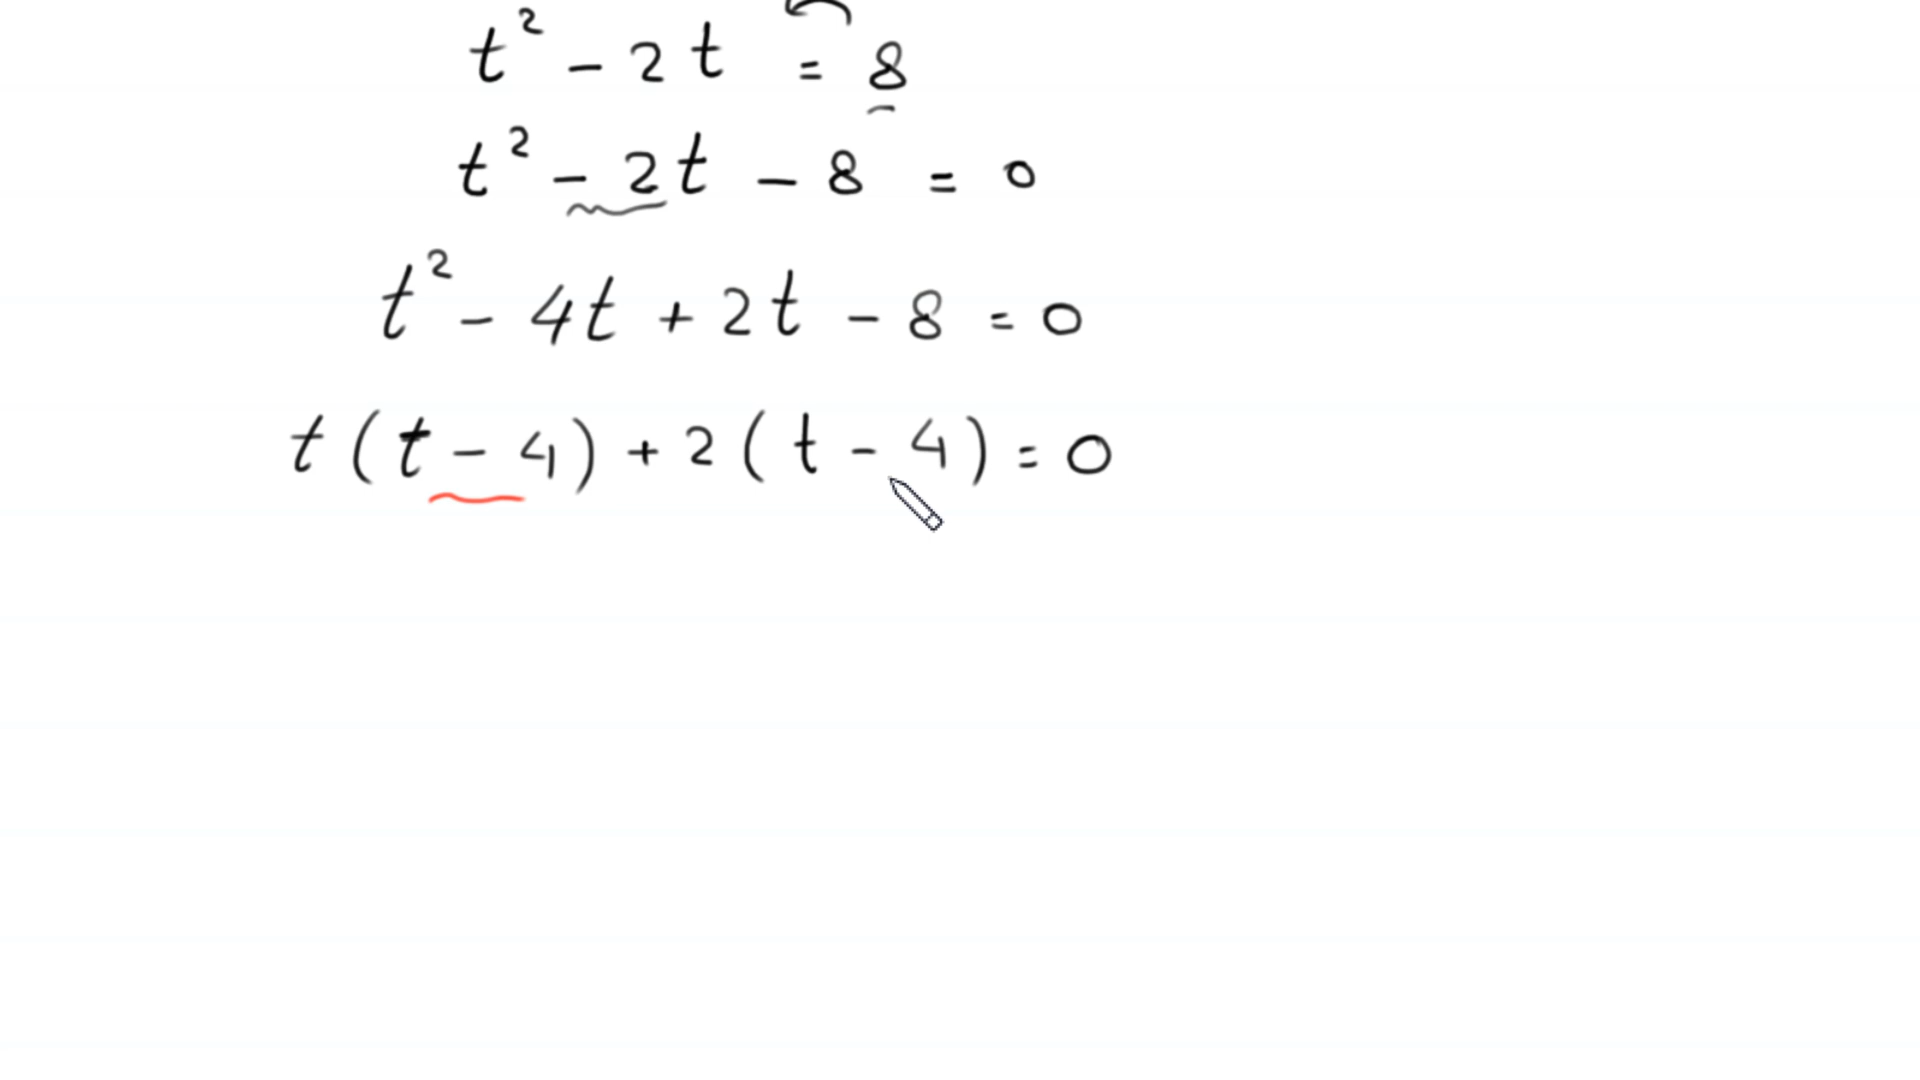 t² - 2t = 8
t² - 2t - 8 = 0
t² - 4t + 2t - 8 = 0
t(t - 4) + 2(t - 4) = 0